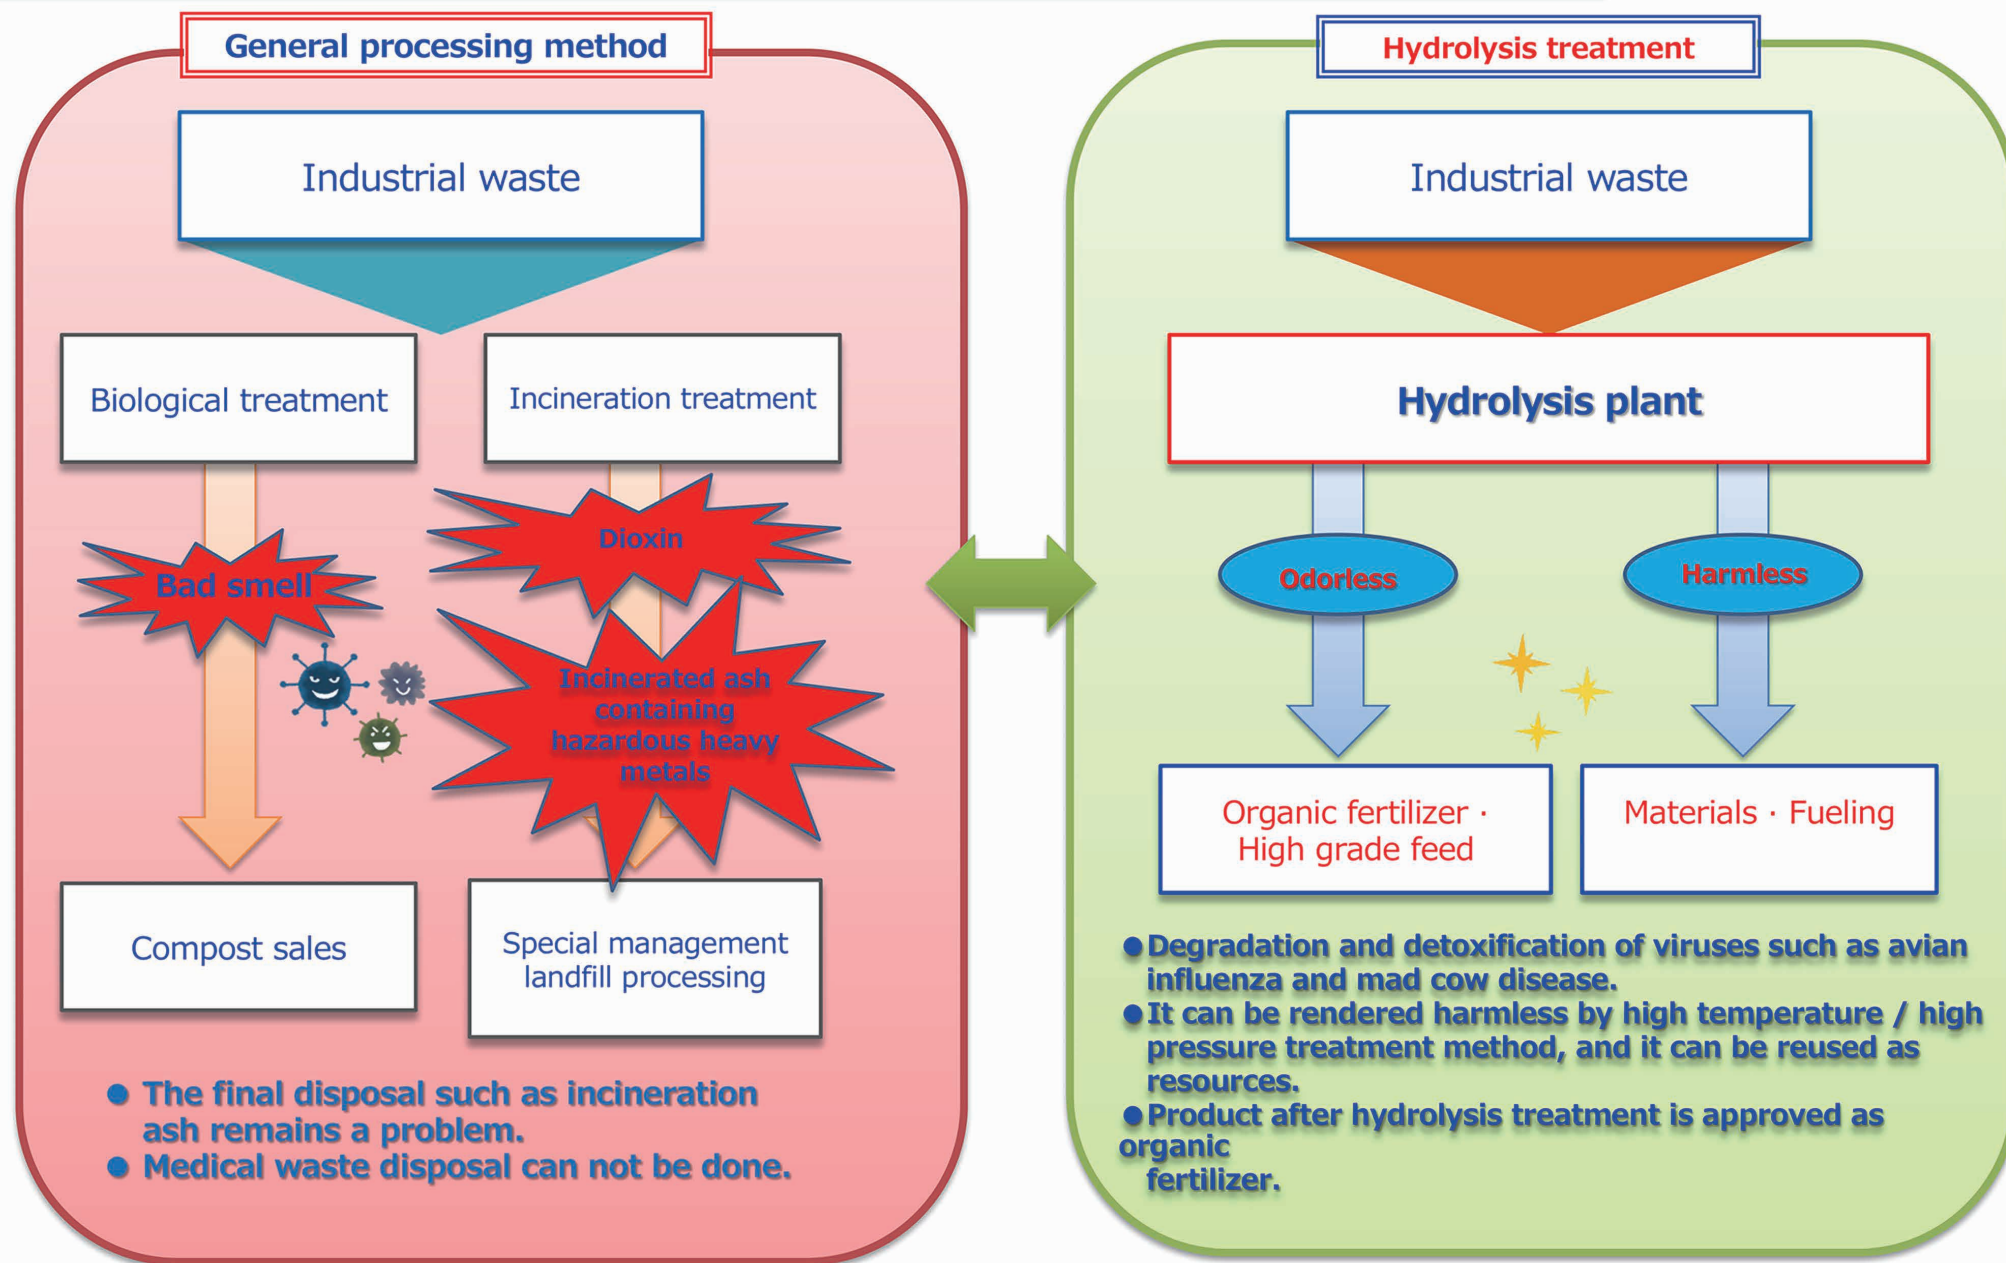 General processing method
Industrial waste
Biological treatment
Incineration treatment
Bad smell
Dioxin
Incinerated ash
containing
hazardous heavy
metals
Compost sales
Special management
landfill processing
● The final disposal such as incineration
ash remains a problem.
● Medical waste disposal can not be done.
Hydrolysis treatment
Industrial waste
Hydrolysis plant
Odorless
Harmless
Organic fertilizer ·
High grade feed
Materials · Fueling
●Degradation and detoxification of viruses such as avian
influenza and mad cow disease.
●It can be rendered harmless by high temperature / high
pressure treatment method, and it can be reused as
resources.
●Product after hydrolysis treatment is approved as
organic
fertilizer.